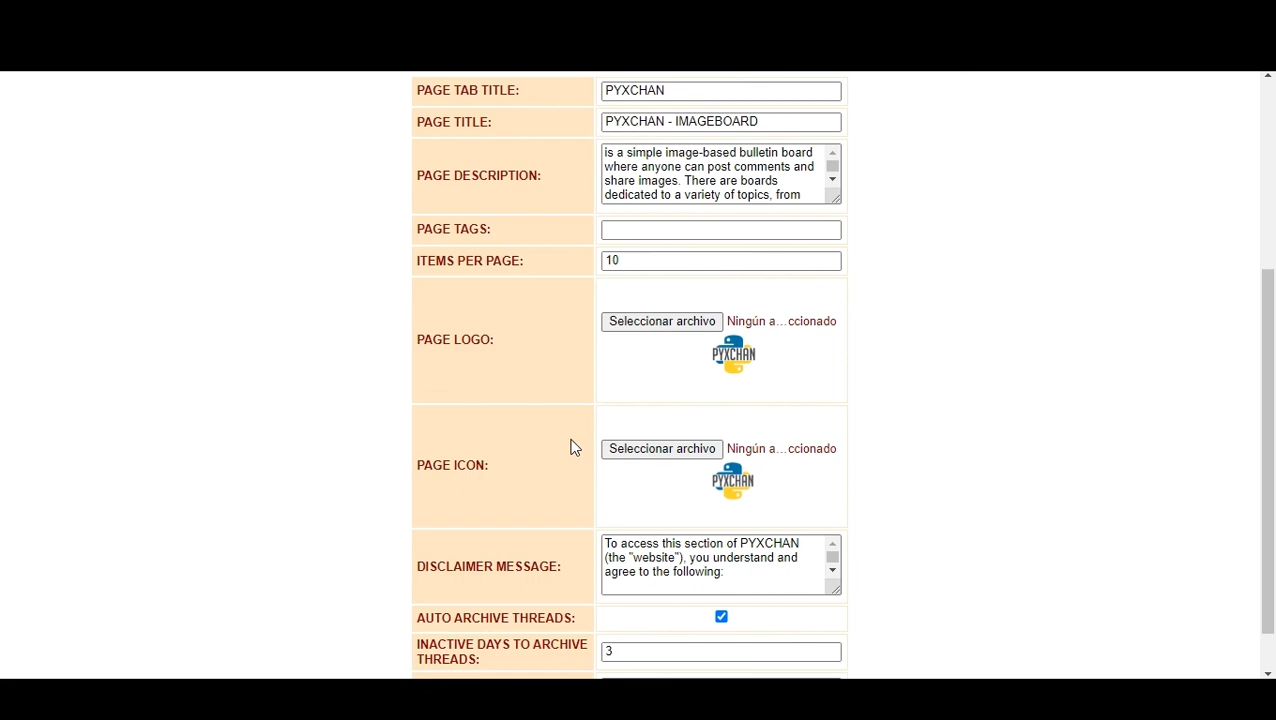 PAGE TAB TITLE: PYXCHAN
PAGE TITLE: PYXCHAN - IMAGEBOARD
PAGE DESCRIPTION:
is a simple image-based bulletin board
where anyone can post comments and
share images. There are boards
dedicated to a variety of topics, from
PAGE TAGS:
ITEMS PER PAGE: 10
PAGE LOGO:
Seleccionar archivo Ningún a...ccionado
PYXCHAN
PAGE ICON:
Seleccionar archivo Ningún a...ccionado
PYXCHAN
DISCLAIMER MESSAGE:
To access this section of PYXCHAN
(the "website"), you understand and
agree to the following:
AUTO ARCHIVE THREADS:
INACTIVE DAYS TO ARCHIVE
THREADS:
3